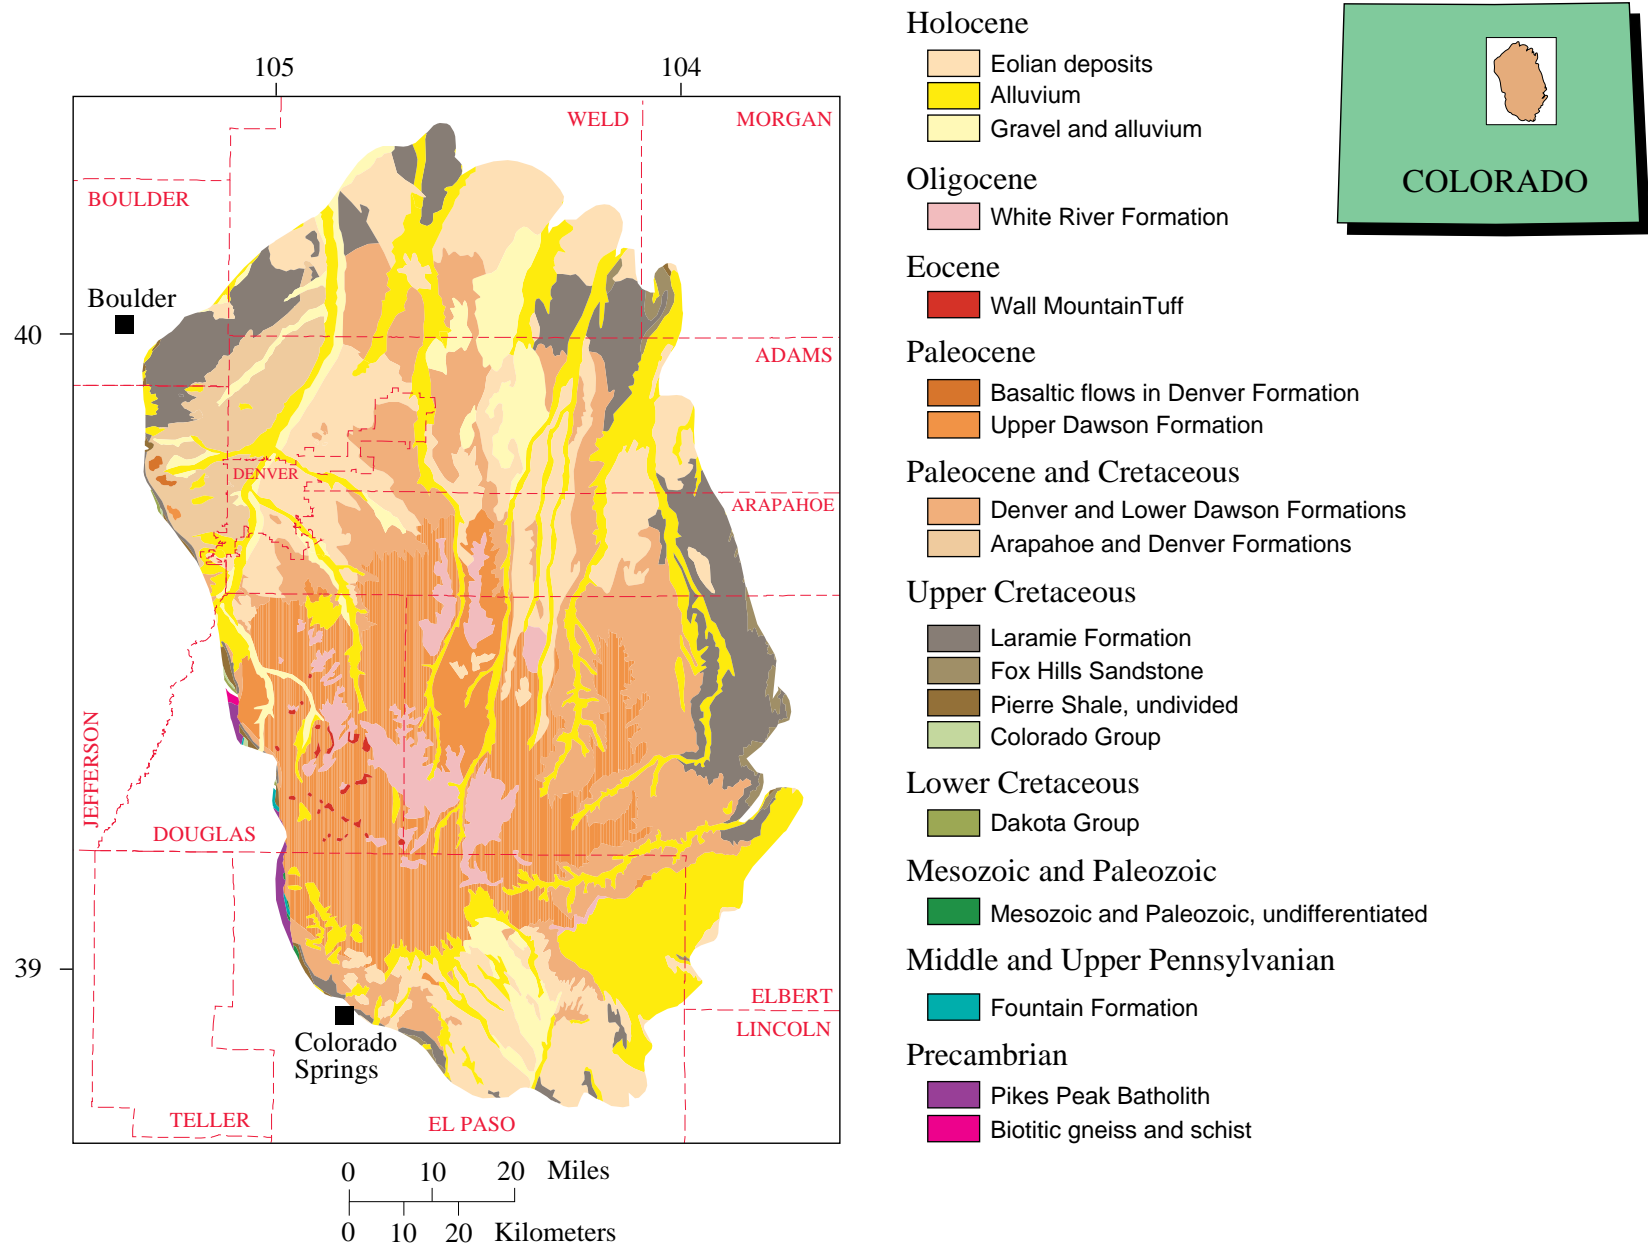 105
104
40
39
WELD
MORGAN
BOULDER
Boulder
ADAMS
DENVER
ARAPAHOE
JEFFERSON
DOUGLAS
ELBERT
LINCOLN
Colorado
Springs
TELLER
EL PASO
0 10 20 Miles
0 10 20 Kilometers
Holocene
Eolian deposits
Alluvium
Gravel and alluvium
Oligocene
White River Formation
Eocene
Wall MountainTuff
Paleocene
Basaltic flows in Denver Formation
Upper Dawson Formation
Paleocene and Cretaceous
Denver and Lower Dawson Formations
Arapahoe and Denver Formations
Upper Cretaceous
Laramie Formation
Fox Hills Sandstone
Pierre Shale, undivided
Colorado Group
Lower Cretaceous
Dakota Group
Mesozoic and Paleozoic
Mesozoic and Paleozoic, undifferentiated
Middle and Upper Pennsylvanian
Fountain Formation
Precambrian
Pikes Peak Batholith
Biotitic gneiss and schist
COLORADO